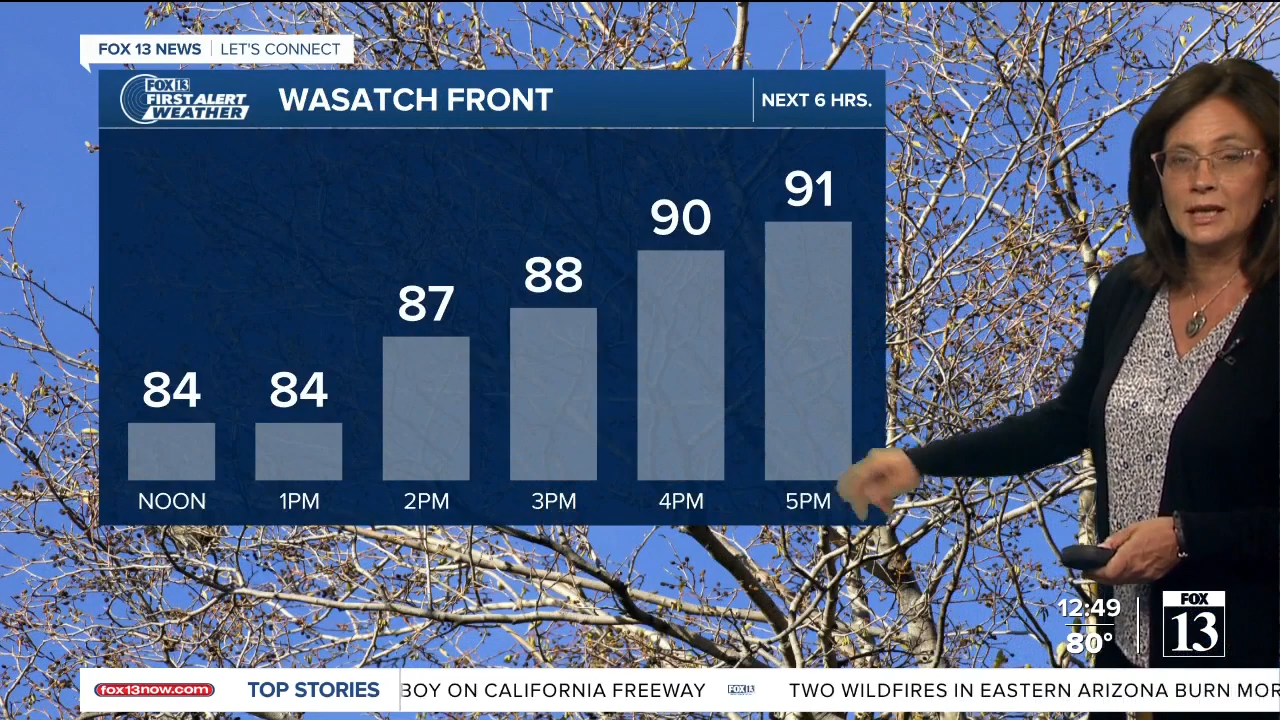 FOX 13 NEWS | LET'S CONNECT
FOX 13
FIRST ALERT
WEATHER
WASATCH FRONT
NEXT 6 HRS.
84 84 87 88 90 91
NOON 1PM 2PM 3PM 4PM 5PM
12:49
80°
FOX
13
fox13now.com TOP STORIES BOY ON CALIFORNIA FREEWAY FOX 13 TWO WILDFIRES IN EASTERN ARIZONA BURN MOR